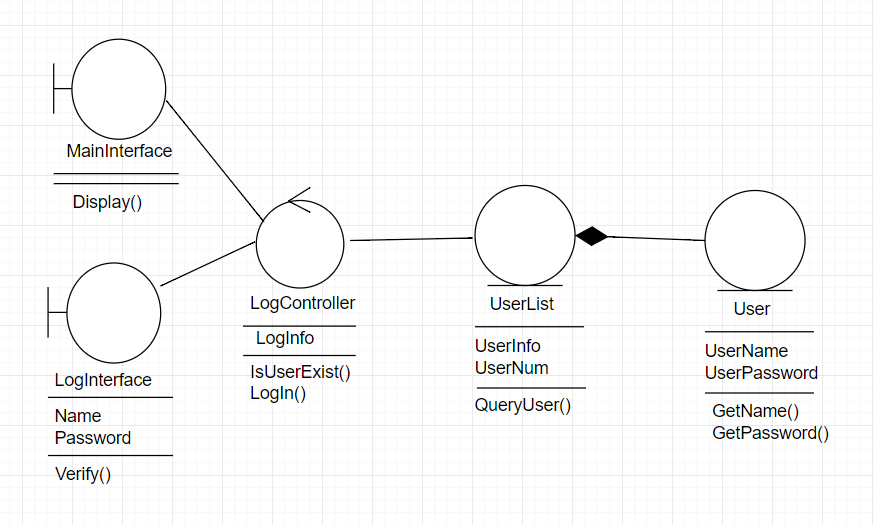 MainInterface
Display()
LogInterface
Name
Password
Verify()
LogController
LogInfo
IsUserExist()
LogIn()
UserList
UserInfo
UserNum
QueryUser()
User
UserName
UserPassword
GetName()
GetPassword()